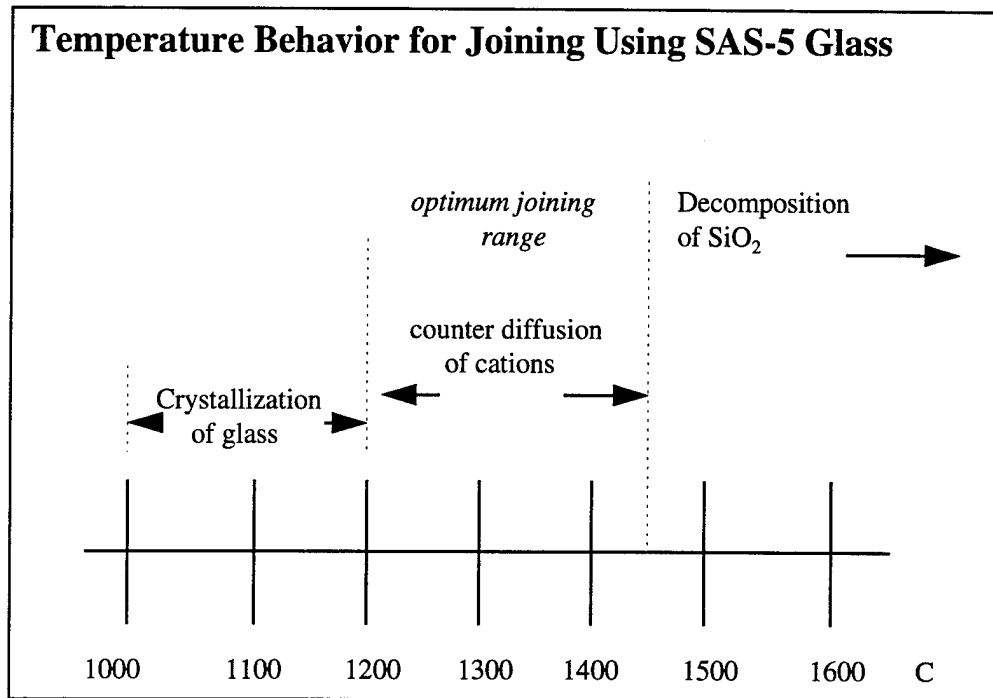 Temperature Behavior for Joining Using SAS-5 Glass
optimum joining
range
Decomposition
of SiO₂
counter diffusion
of cations
Crystallization
of glass
1000 1100 1200 1300 1400 1500 1600 C